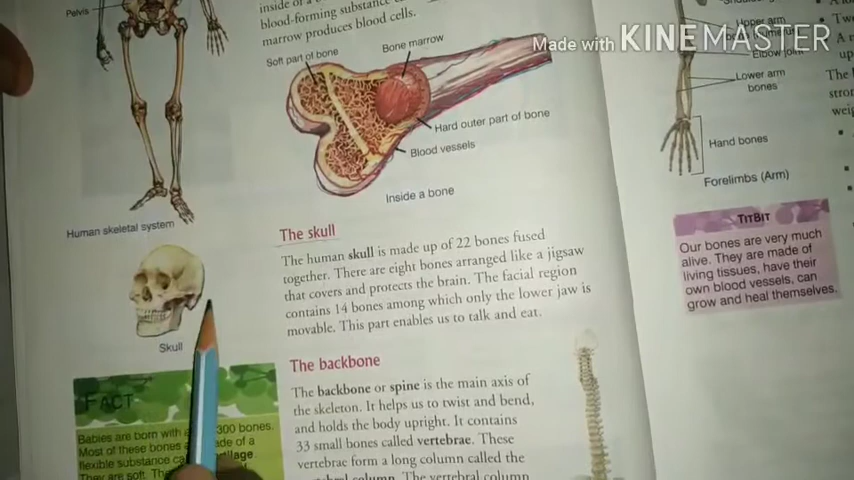 Pelvis
inside of a
blood-forming substance
marrow produces blood cells.
Soft part of bone
Bone marrow
Hard outer part of bone
Blood vessels
Inside a bone
Human skeletal system
Skull
The skull
The human skull is made up of 22 bones fused
together. There are eight bones arranged like a jigsaw
that covers and protects the brain. The facial region
contains 14 bones among which only the lower jaw is
movable. This part enables us to talk and eat.
The backbone
The backbone or spine is the main axis of
the skeleton. It helps us to twist and bend,
and holds the body upright. It contains
33 small bones called vertebrae. These
vertebrae form a long column called the
column. The vertebral column
FACT
Babies are born with 300 bones.
Most of these bones made of a
flexible substance
They are soft.
Made with KINEMASTER
Upper arm
Elbow joint
Lower arm
bones
Hand bones
Forelimbs (Arm)
TITBIT
Our bones are very much
alive. They are made of
living tissues, have their
own blood vessels, can
grow and heal themselves.